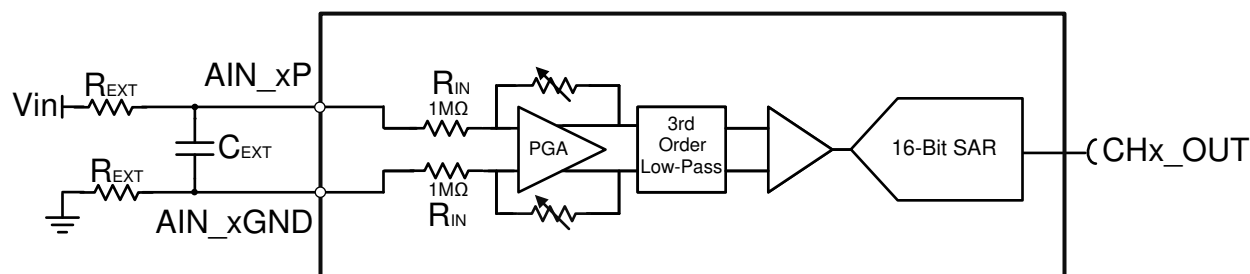 Vin
REXT
AIN_xP
CEXT
REXT
AIN_xGND
RIN
1MΩ
1MΩ
RIN
PGA
3rd
Order
Low-Pass
16-Bit SAR
CHx_OUT